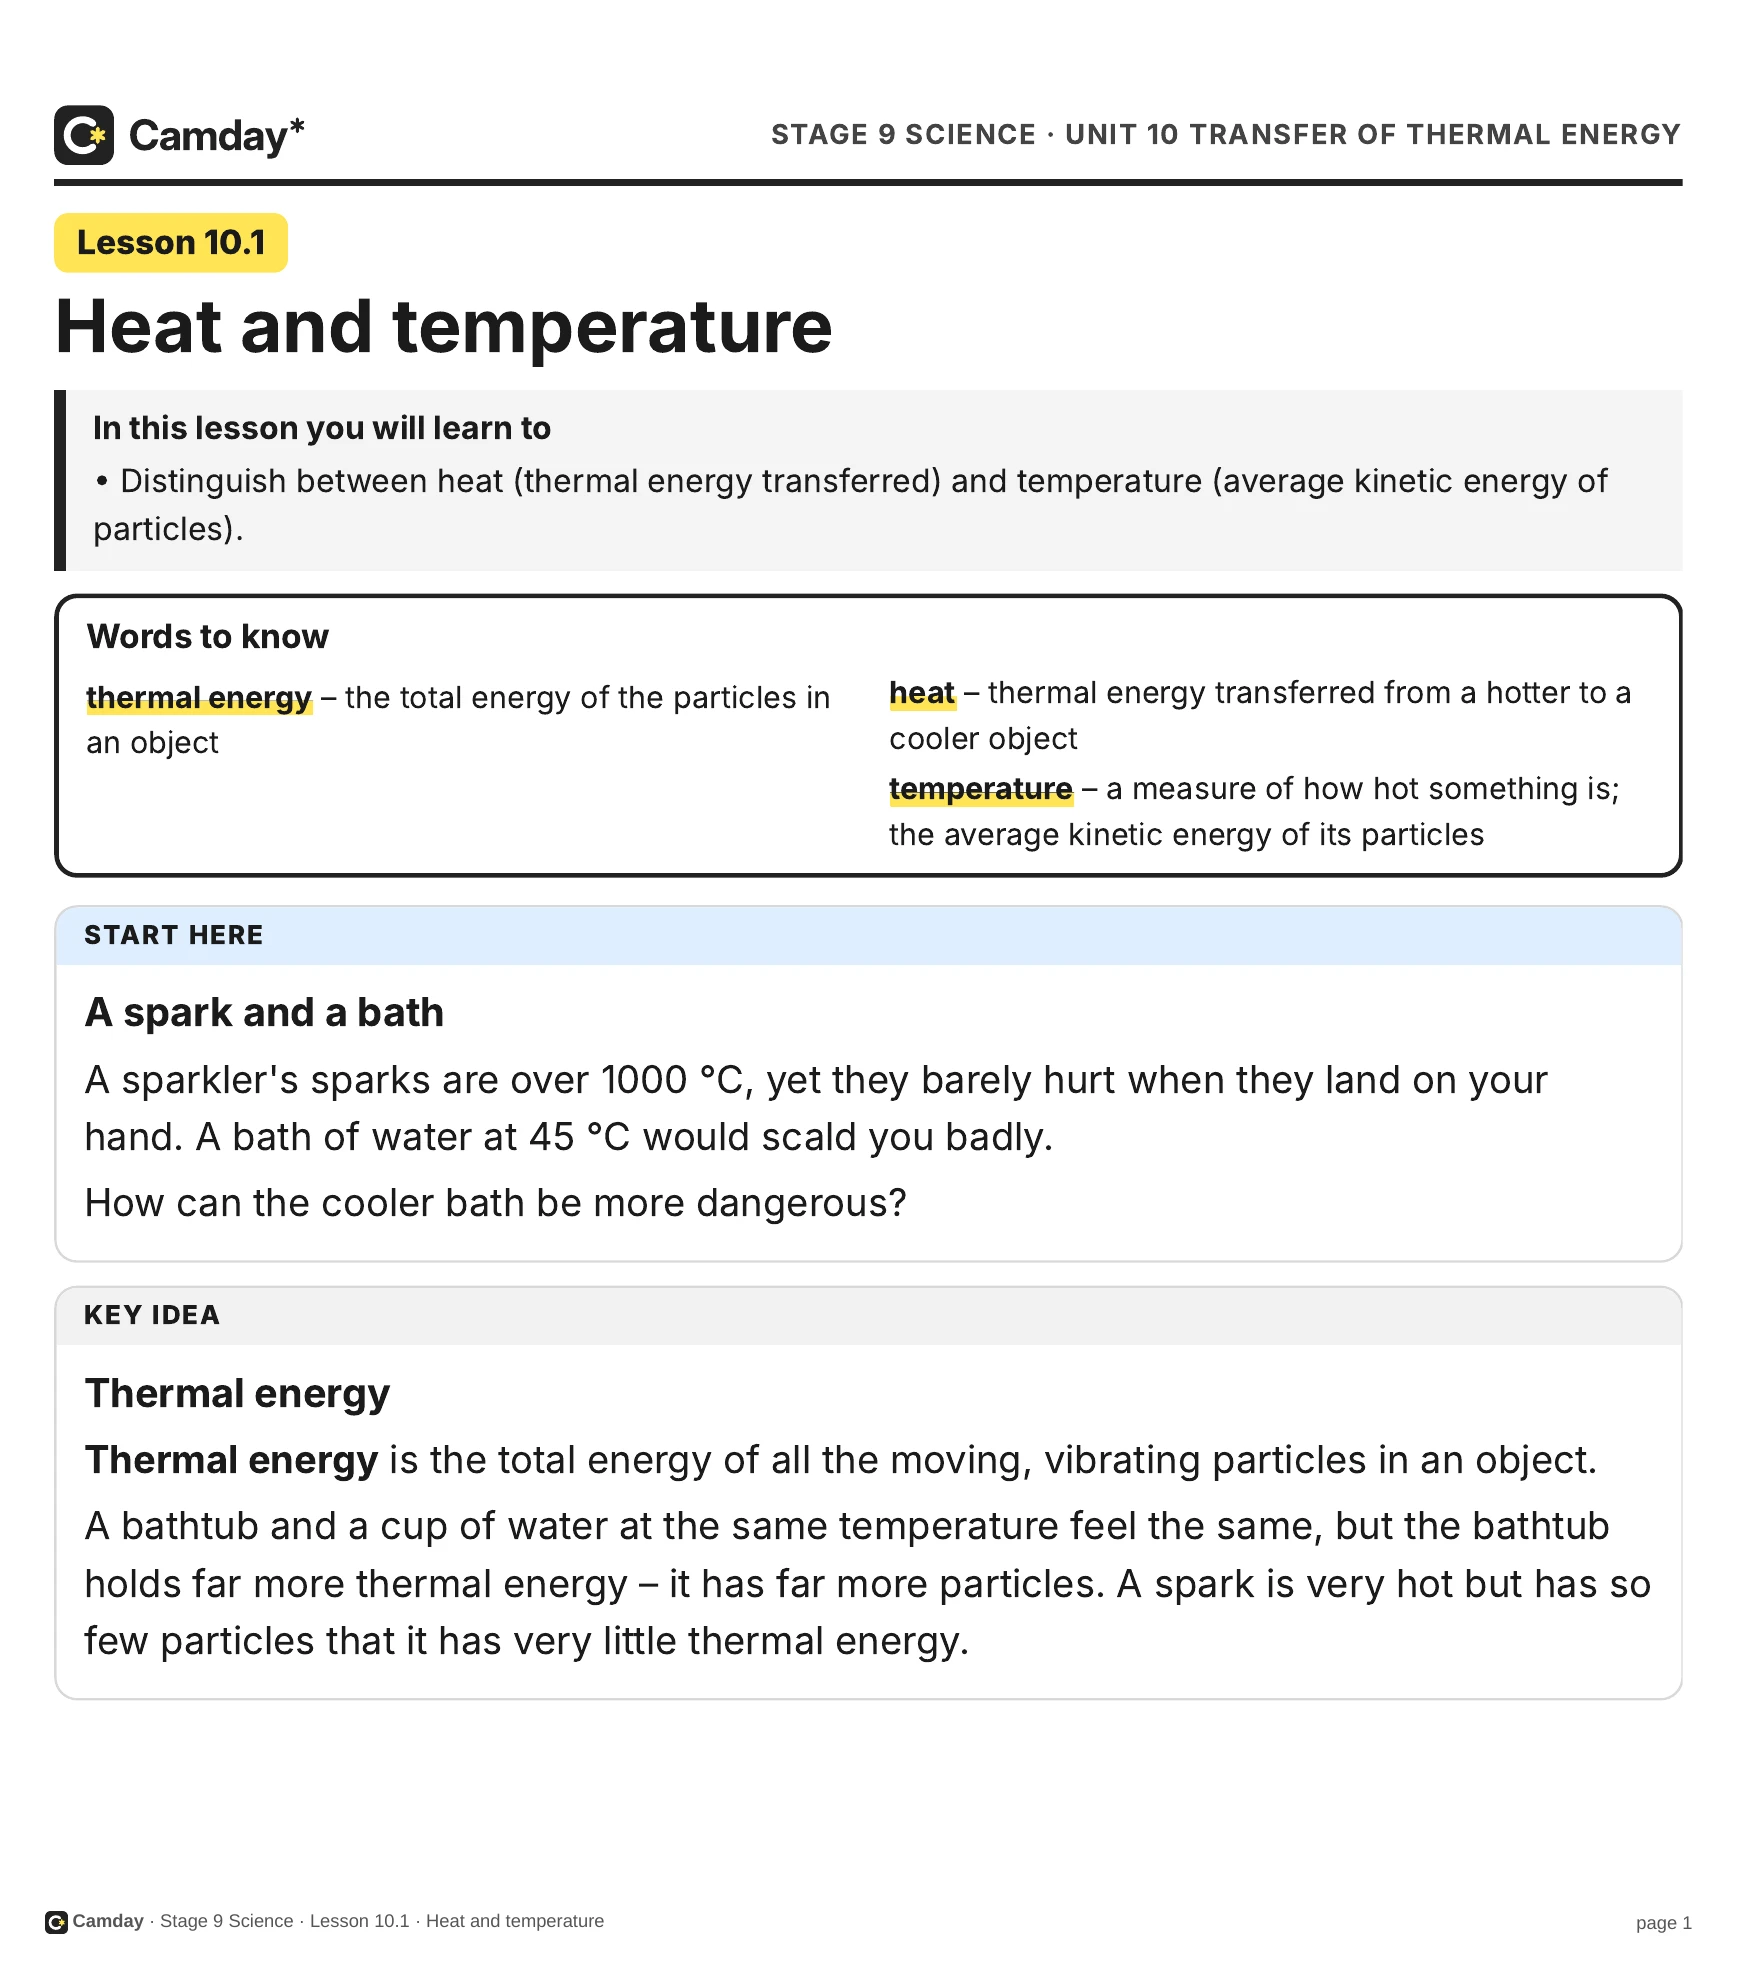 Camday*
STAGE 9 SCIENCE · UNIT 10 TRANSFER OF THERMAL ENERGY
Lesson 10.1
Heat and temperature
In this lesson you will learn to
• Distinguish between heat (thermal energy transferred) and temperature (average kinetic energy of
particles).
Words to know
thermal energy – the total energy of the particles in
an object
heat – thermal energy transferred from a hotter to a
cooler object
temperature – a measure of how hot something is;
the average kinetic energy of its particles
START HERE
A spark and a bath
A sparkler's sparks are over 1000 °C, yet they barely hurt when they land on your
hand. A bath of water at 45 °C would scald you badly.
How can the cooler bath be more dangerous?
KEY IDEA
Thermal energy
Thermal energy is the total energy of all the moving, vibrating particles in an object.
A bathtub and a cup of water at the same temperature feel the same, but the bathtub
holds far more thermal energy – it has far more particles. A spark is very hot but has so
few particles that it has very little thermal energy.
Camday · Stage 9 Science · Lesson 10.1 · Heat and temperature
page 1